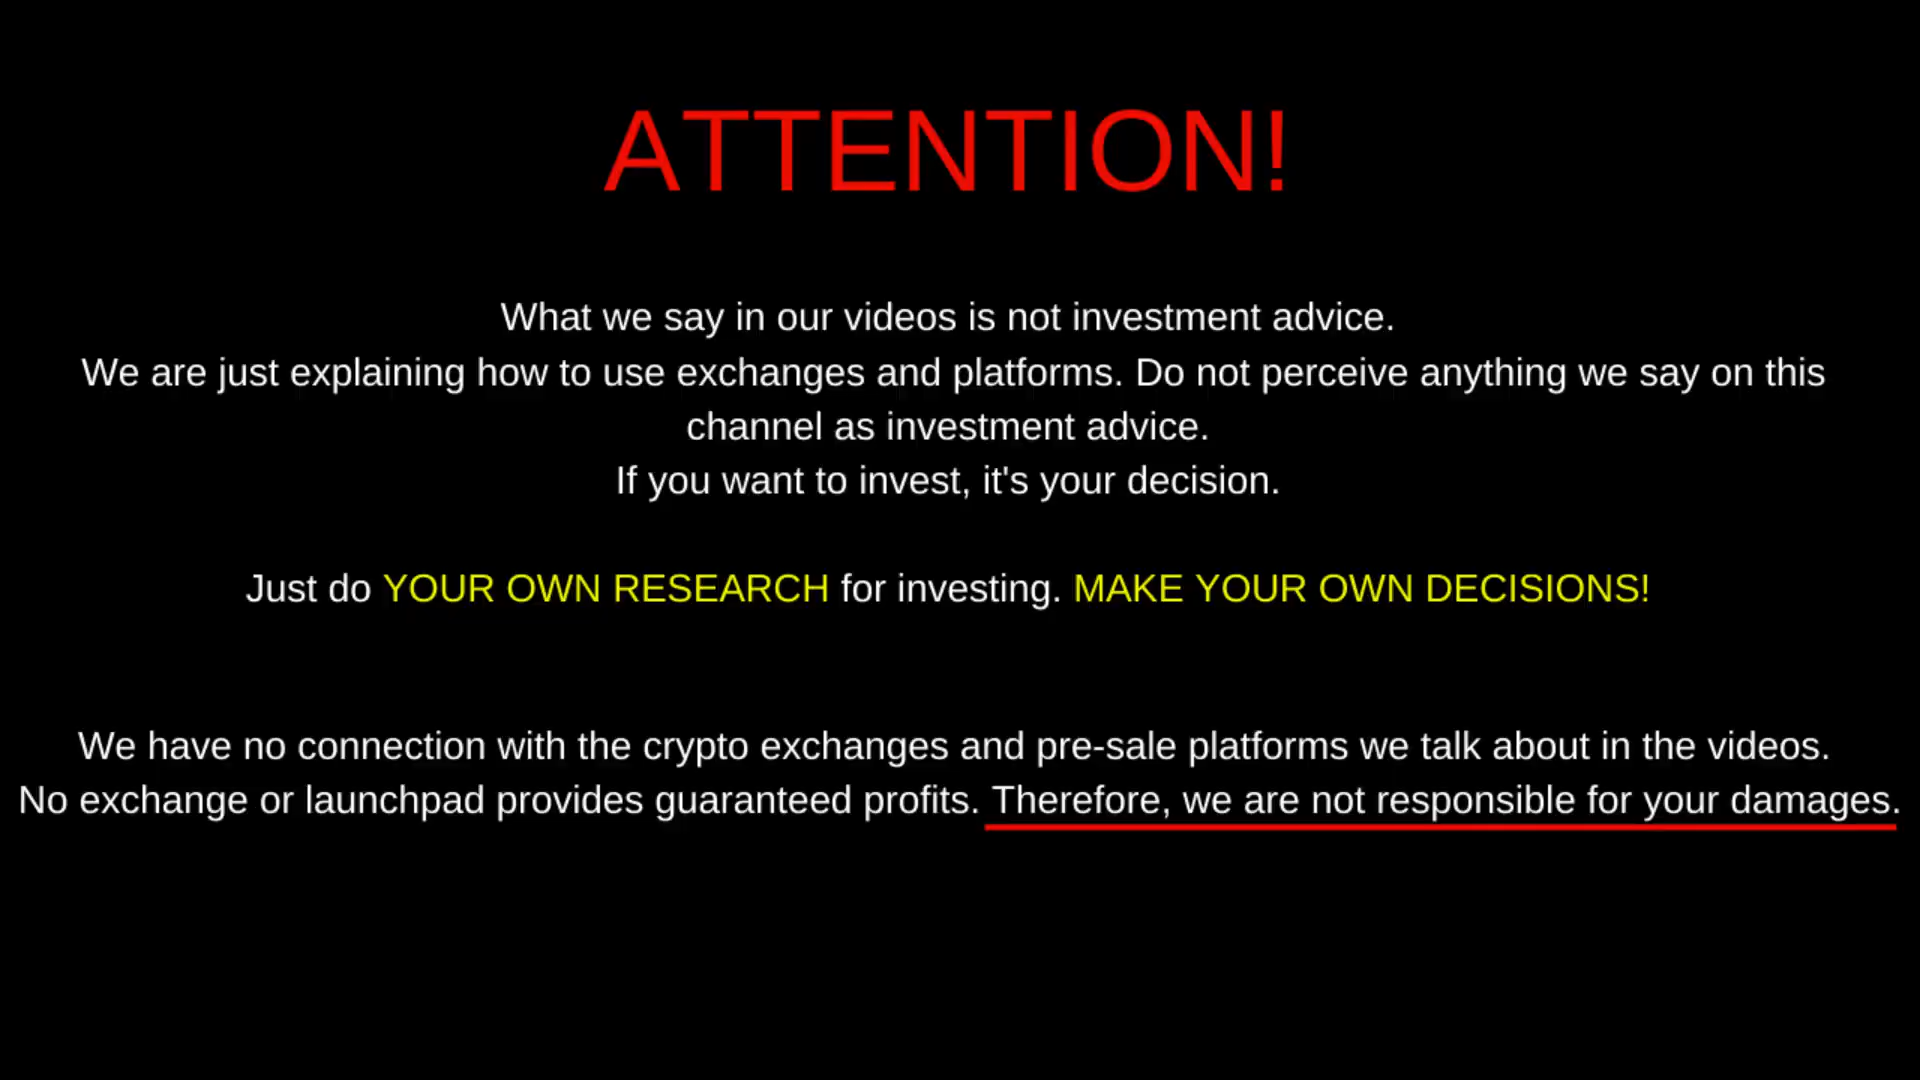 ATTENTION!
What we say in our videos is not investment advice.
We are just explaining how to use exchanges and platforms. Do not perceive anything we say on this
channel as investment advice.
If you want to invest, it's your decision.
Just do YOUR OWN RESEARCH for investing. MAKE YOUR OWN DECISIONS!
We have no connection with the crypto exchanges and pre-sale platforms we talk about in the videos.
No exchange or launchpad provides guaranteed profits. Therefore, we are not responsible for your damages.